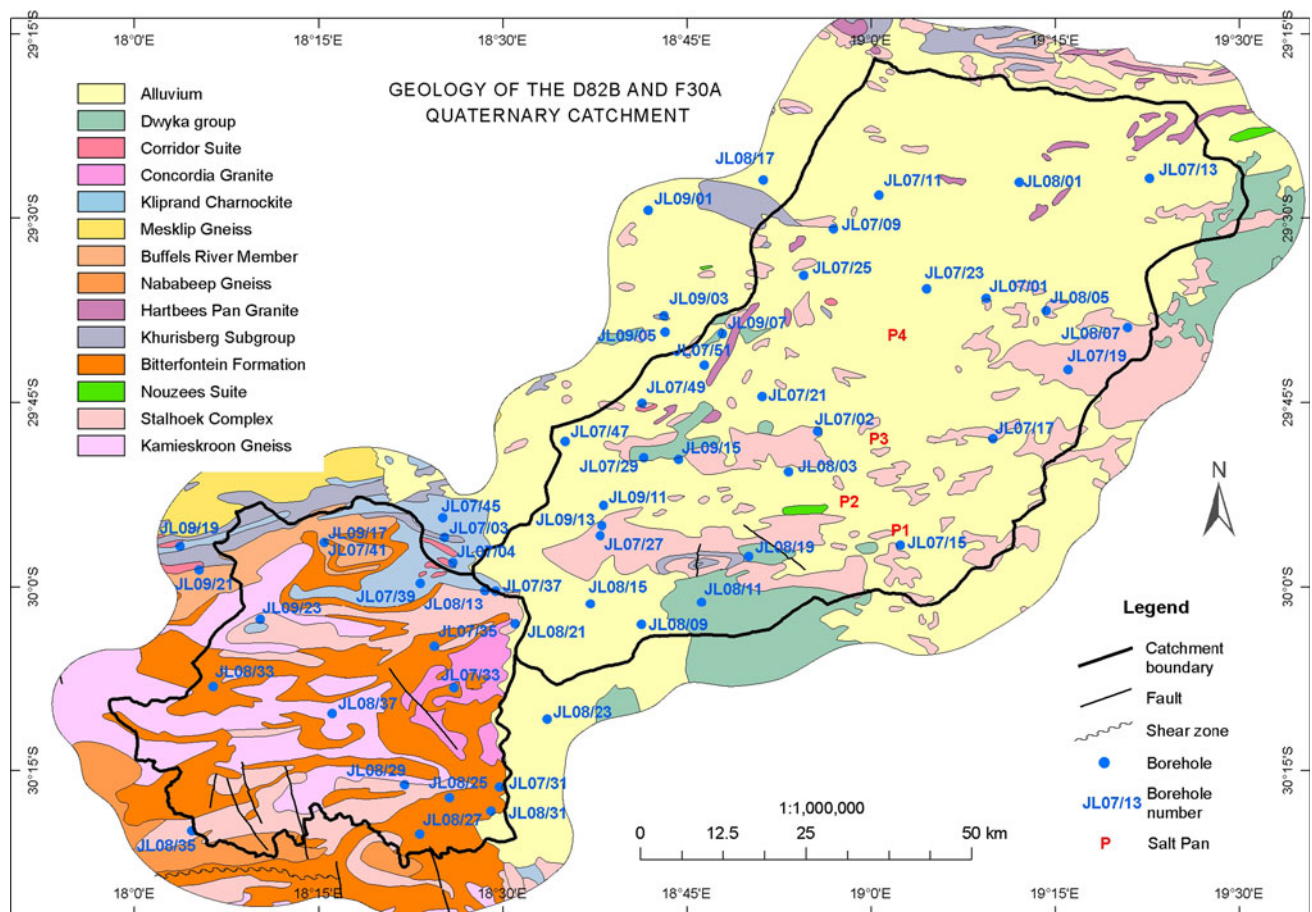 18°0'E 18°15'E 18°30'E 18°45'E 19°0'E 19°15'E 19°30'E
29°15'S 29°15'S
GEOLOGY OF THE D82B AND F30A
QUATERNARY CATCHMENT
Alluvium
Dwyka group
Corridor Suite
Concordia Granite
Kliprand Charnockite
Mesklip Gneiss
Buffels River Member
Nababeep Gneiss
Hartbees Pan Granite
Khurisberg Subgroup
Bitterfontein Formation
Nouzees Suite
Stalhoek Complex
Kamieskroon Gneiss
JL08/17
JL07/11
JL08/01
JL07/13
JL09/01
29°30'S 29°30'S
JL07/09
JL07/25
JL07/23
JL07/01
JL08/05
JL09/03
JL09/05
JL09/07
P4
JL08/07
JL07/51
JL07/19
JL07/49
JL07/21
29°45'S 29°45'S
JL07/02
P3
JL07/17
JL07/47
JL09/15
JL07/29
JL08/03
P2
JL09/11
JL07/45
JL09/13
JL09/19
JL09/17
JL07/03
P1
JL07/41
JL07/04
JL07/27
JL08/19
JL07/15
N
JL09/21
JL07/37
JL08/15
JL08/11
30°0'S 30°0'S
JL07/39
JL08/13
JL09/23
JL08/09
JL07/35
JL08/21
JL08/33
JL07/33
JL08/37
JL08/23
30°15'S 30°15'S
JL08/29
JL08/25
JL07/31
JL08/27
JL08/31
JL08/35
Legend
Catchment
boundary
Fault
Shear zone
Borehole
JL07/13 Borehole
number
P Salt Pan
1:1,000,000
0 12.5 25 50 km
18°0'E 18°15'E 18°30'E 18°45'E 19°0'E 19°15'E 19°30'E